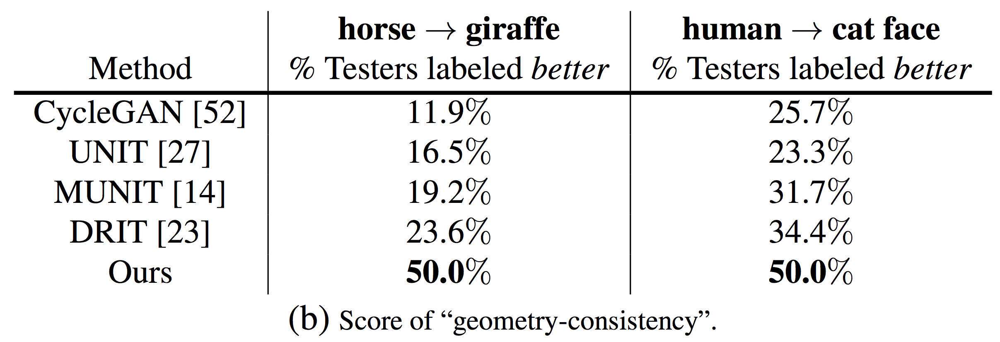 horse → giraffe human → cat face
Method % Testers labeled better % Testers labeled better
CycleGAN [52] 11.9% 25.7%
UNIT [27] 16.5% 23.3%
MUNIT [14] 19.2% 31.7%
DRIT [23] 23.6% 34.4%
Ours 50.0% 50.0%
(b) Score of “geometry-consistency”.